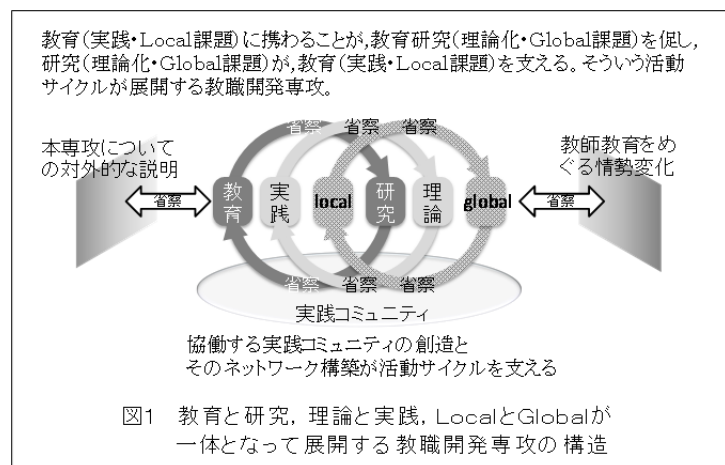 教育(実践・Local課題)に携わることが,教育研究(理論化・Global課題)を促し,
研究(理論化・Global課題)が,教育(実践・Local課題)を支える。そういう活動
サイクルが展開する教職開発専攻。
省察 省察 省察
本専攻について
の対外的な説明
教師教育をめ
ぐる情勢変化
省察 教育 実践 local 研究 理論 global 省察
省察 省察 省察
実践コミュニティ
協働する実践コミュニティの創造と
そのネットワーク構築が活動サイクルを支える
図1 教育と研究, 理論と実践, LocalとGlobalが
一体となって展開する教職開発専攻の構造